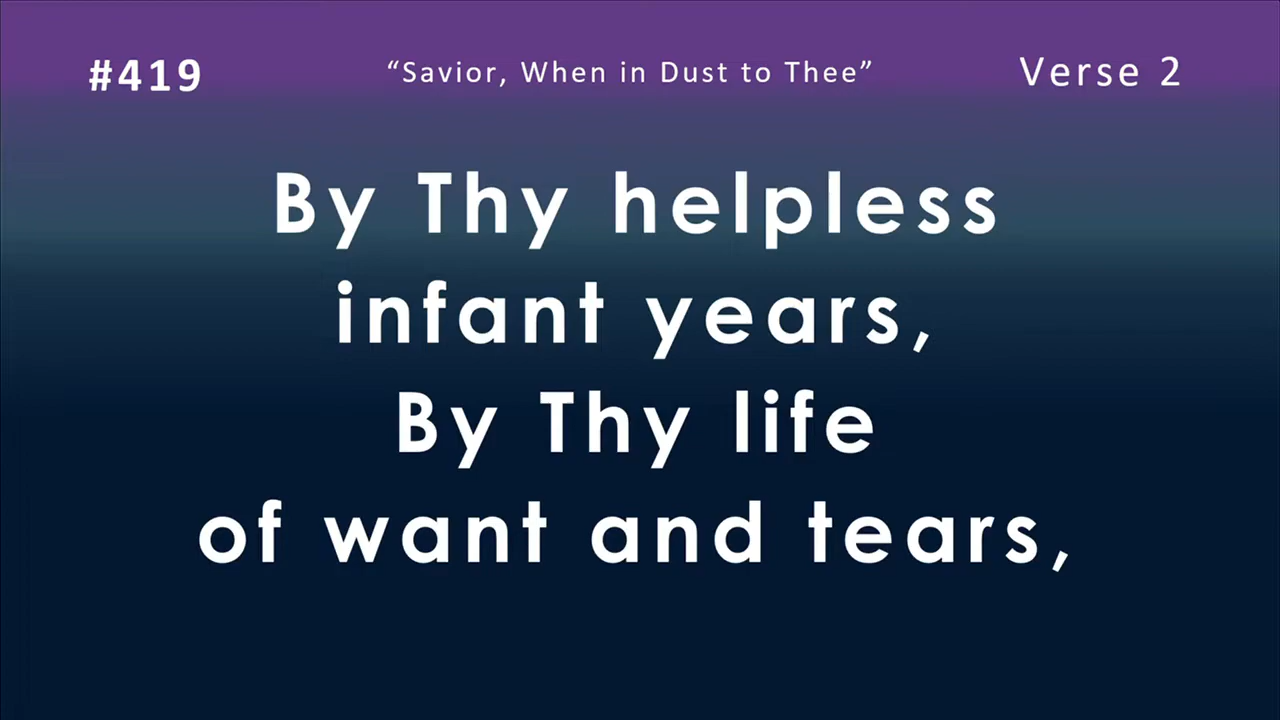 #419
“Savior, When in Dust to Thee”
Verse 2
By Thy helpless
infant years,
By Thy life
of want and tears,